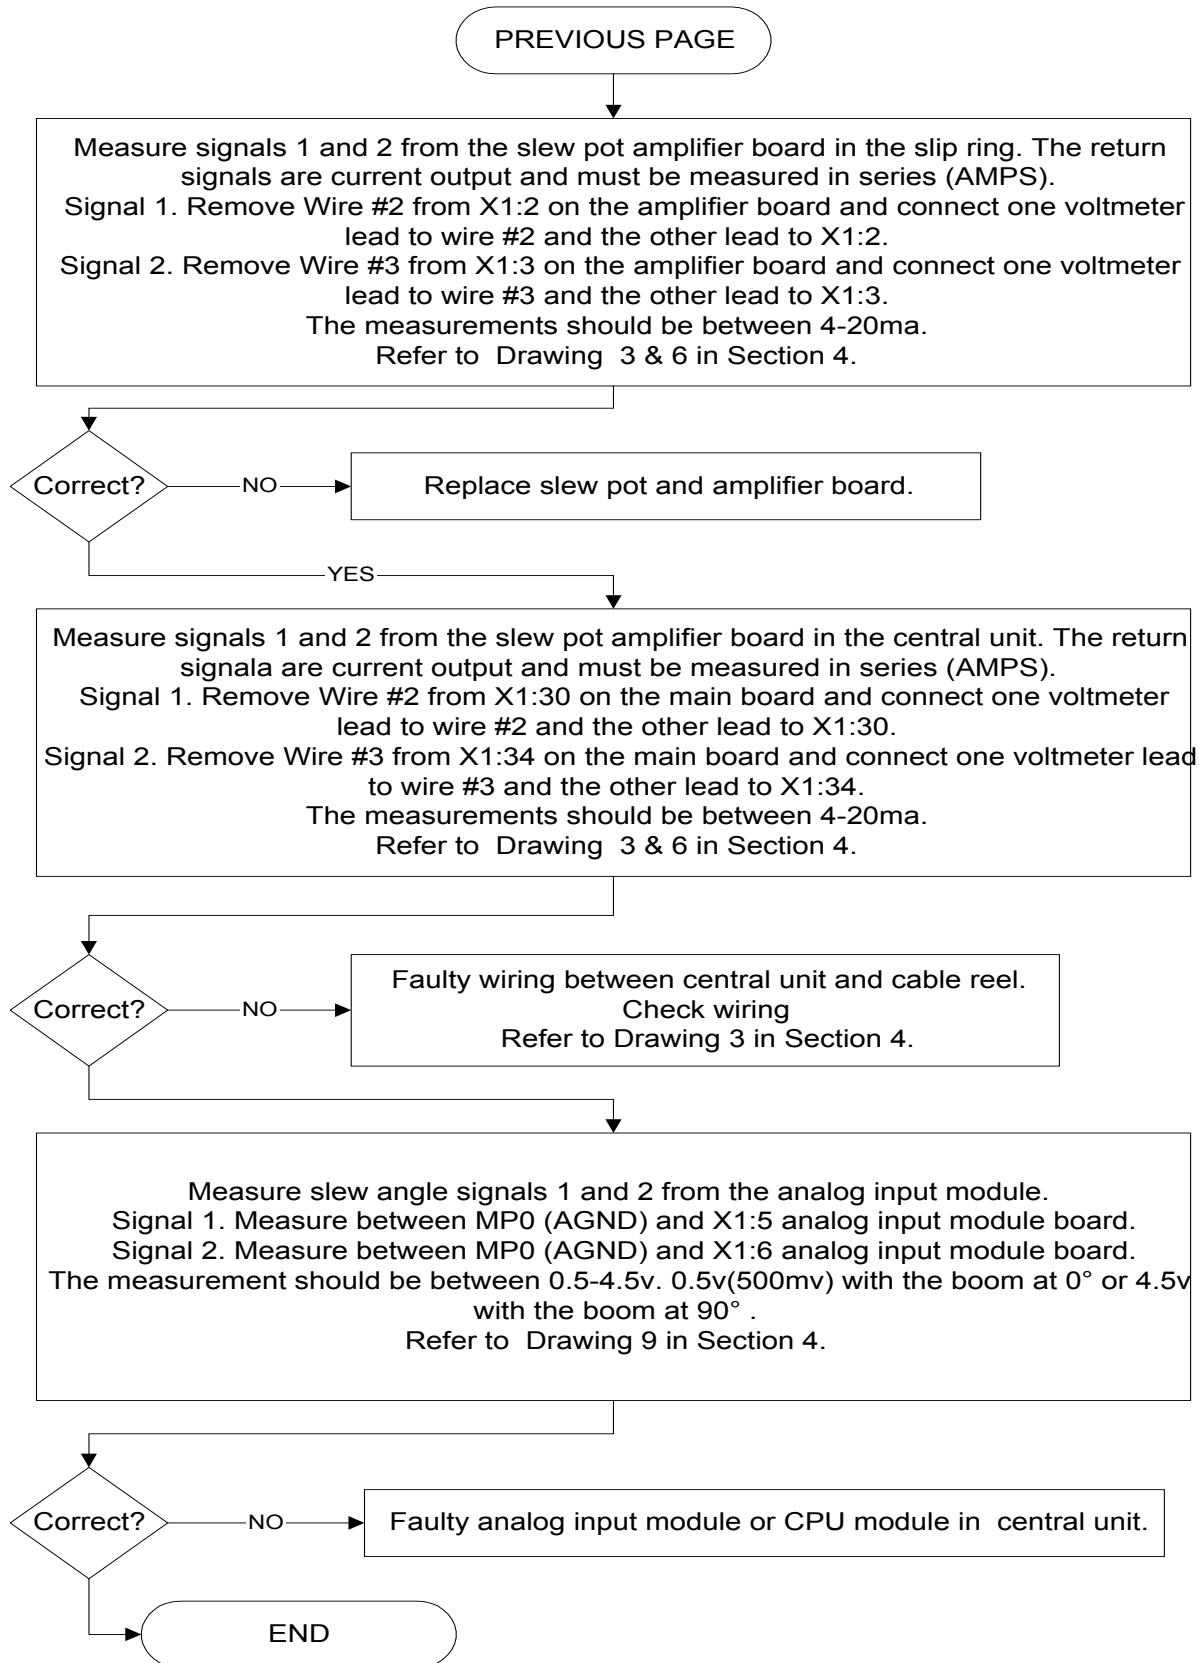 PREVIOUS PAGE
Measure signals 1 and 2 from the slew pot amplifier board in the slip ring. The return
signals are current output and must be measured in series (AMPS).
Signal 1. Remove Wire #2 from X1:2 on the amplifier board and connect one voltmeter
lead to wire #2 and the other lead to X1:2.
Signal 2. Remove Wire #3 from X1:3 on the amplifier board and connect one voltmeter
lead to wire #3 and the other lead to X1:3.
The measurements should be between 4-20ma.
Refer to  Drawing  3 & 6 in Section 4.
Correct?
NO
Replace slew pot and amplifier board.
YES
Measure signals 1 and 2 from the slew pot amplifier board in the central unit. The return
signala are current output and must be measured in series (AMPS).
Signal 1. Remove Wire #2 from X1:30 on the main board and connect one voltmeter
lead to wire #2 and the other lead to X1:30.
Signal 2. Remove Wire #3 from X1:34 on the main board and connect one voltmeter lead
to wire #3 and the other lead to X1:34.
The measurements should be between 4-20ma.
Refer to  Drawing  3 & 6 in Section 4.
Correct?
NO
Faulty wiring between central unit and cable reel.
Check wiring
Refer to Drawing 3 in Section 4.
Measure slew angle signals 1 and 2 from the analog input module.
Signal 1. Measure between MP0 (AGND) and X1:5 analog input module board.
Signal 2. Measure between MP0 (AGND) and X1:6 analog input module board.
The measurement should be between 0.5-4.5v. 0.5v(500mv) with the boom at 0° or 4.5v
with the boom at 90° .
Refer to  Drawing 9 in Section 4.
Correct?
NO
Faulty analog input module or CPU module in  central unit.
END